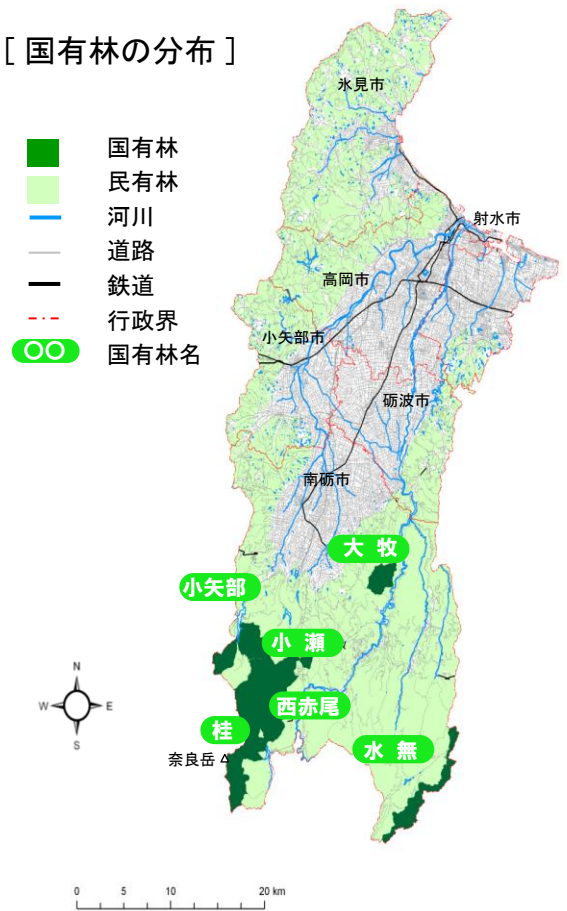 [ 国有林の分布 ]
国有林
民有林
河川
道路
鉄道
行政界
○○ 国有林名
氷見市
射水市
高岡市
小矢部市
砺波市
南砺市
大 牧
小矢部
小 瀬
西赤尾
桂
水 無
奈良岳
N
W E
S
0 5 10 20 km